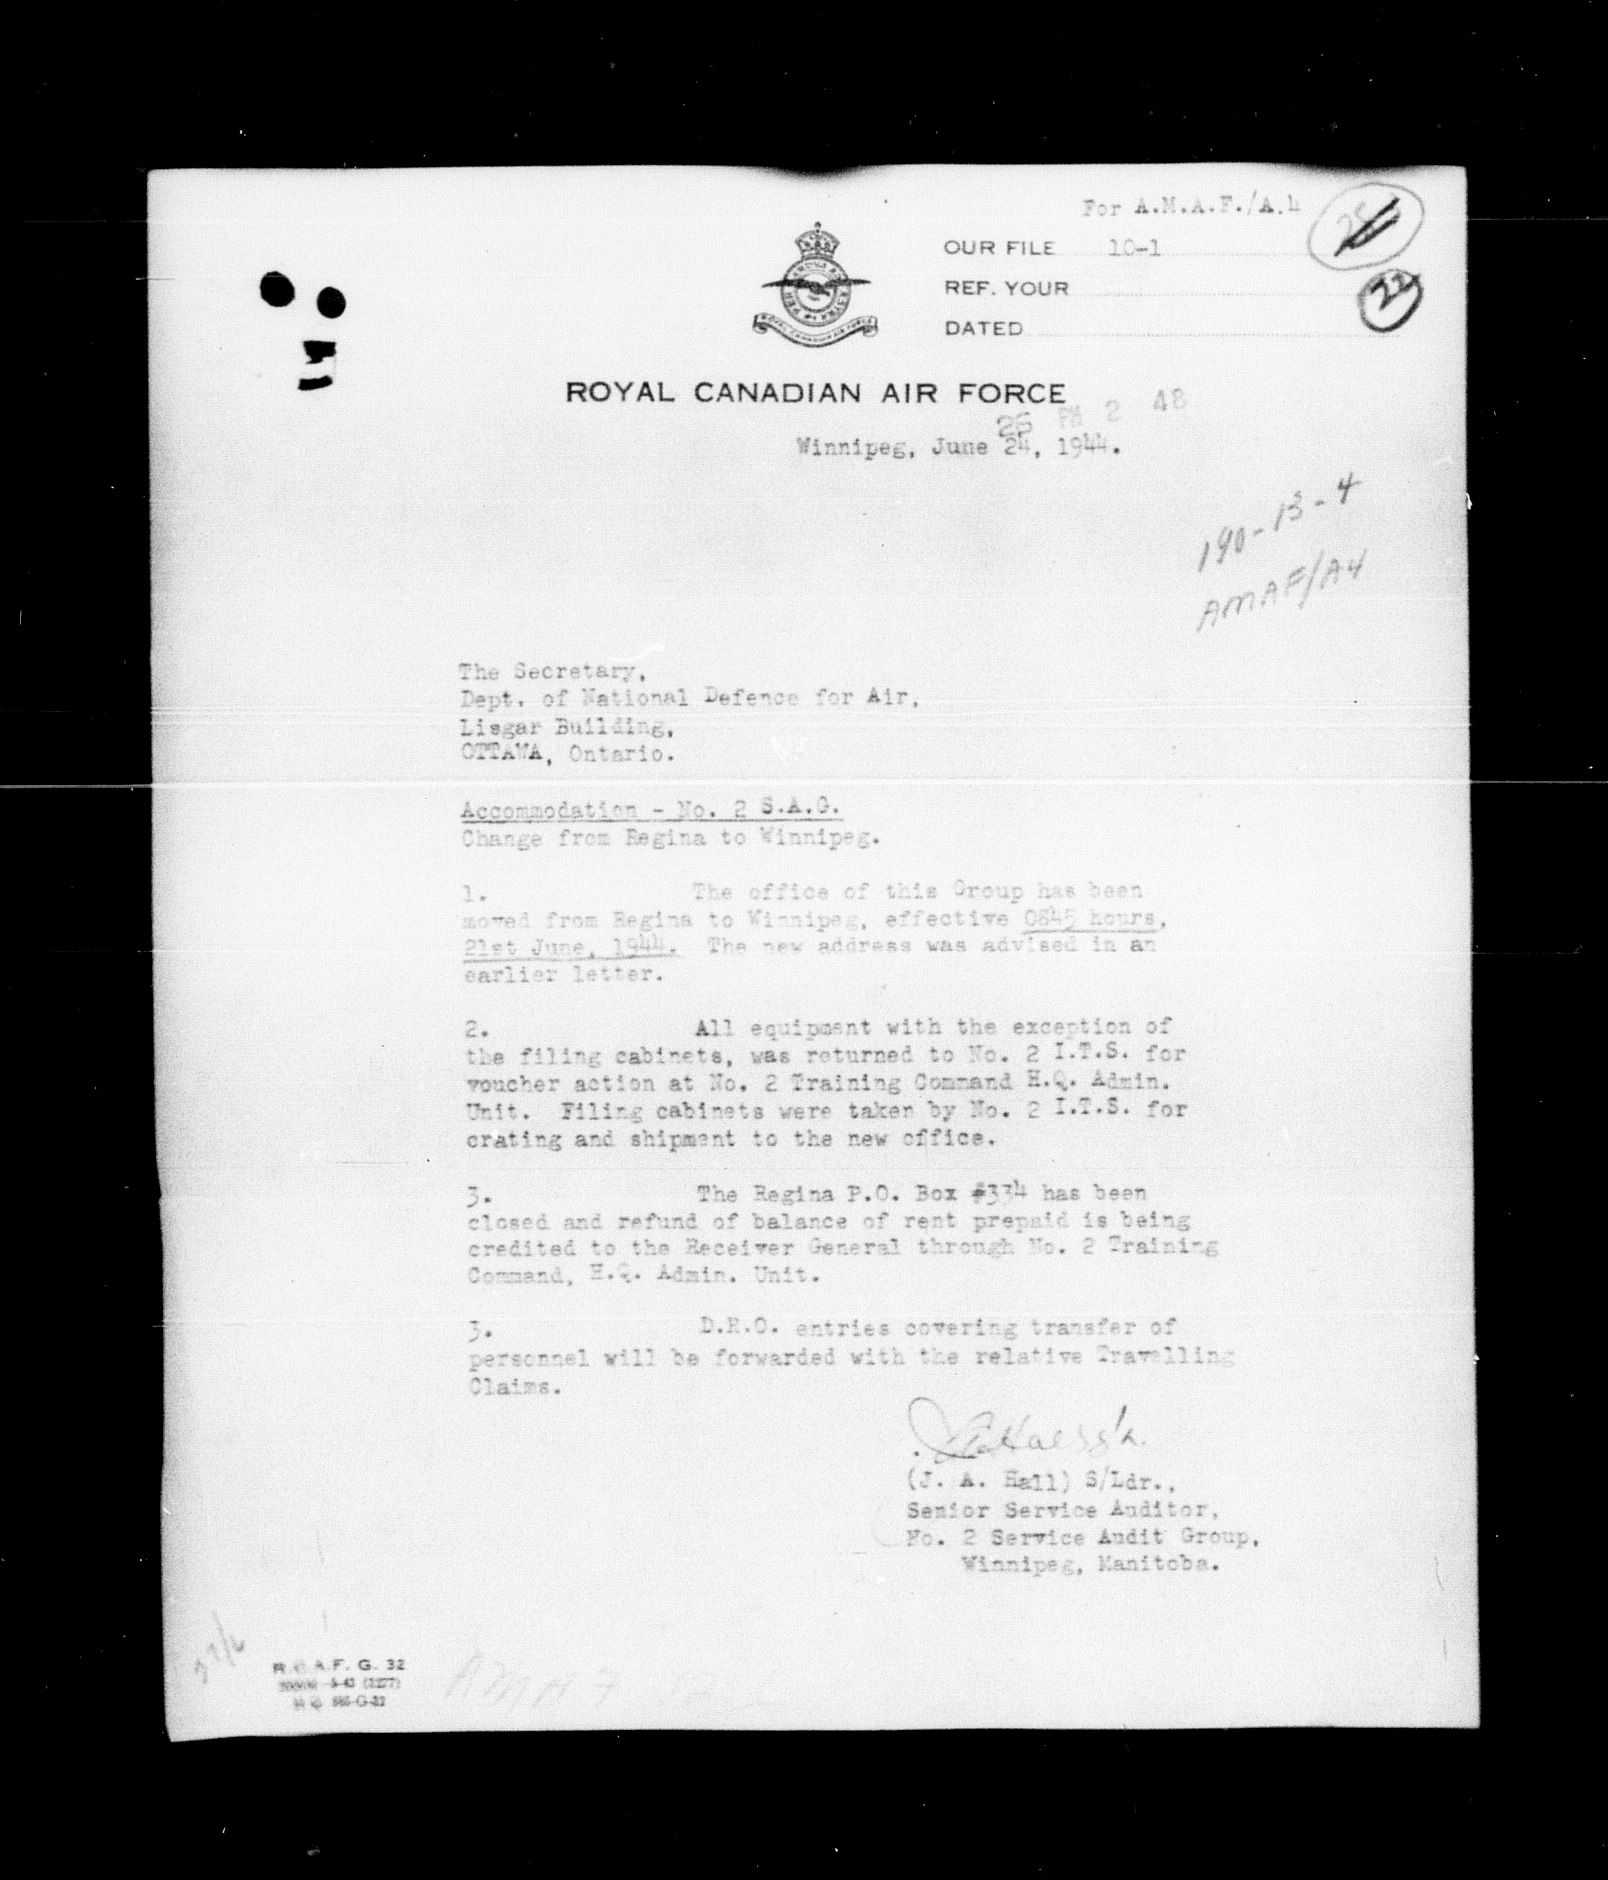 For A.M.A.F./A.4
OUR FILE 10-1
REF. YOUR
22
DATED
ROYAL CANADIAN AIR FORCE
ROYAL CANADIAN AIR FORCE
26 PM 2 48
Winnipeg, June 24, 1944.
190-13-4
AMAF/A4
The Secretary,
Dept. of National Defence for Air,
Lisgar Building,
OTTAWA, Ontario.
Accommodation - No. 2 S.A.G.
Change from Regina to Winnipeg.
1. The office of this Group has been
moved from Regina to Winnipeg, effective 0845 hours,
21st June, 1944. The new address was advised in an
earlier letter.
2. All equipment with the exception of
the filing cabinets, was returned to No. 2 I.T.S. for
voucher action at No. 2 Training Command H.Q. Admin.
Unit. Filing cabinets were taken by No. 2 I.T.S. for
crating and shipment to the new office.
3. The Regina P.O. Box #334 has been
closed and refund of balance of rent prepaid is being
credited to the Receiver General through No. 2 Training
Command, H.Q. Admin. Unit.
3. D.R.O. entries covering transfer of
personnel will be forwarded with the relative Travelling
Claims.
(J. A. Hall) S/Ldr.,
Senior Service Auditor,
No. 2 Service Audit Group,
Winnipeg, Manitoba.
R.C.A.F. G. 32